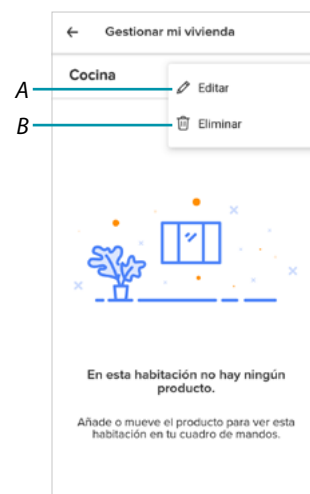 Gestionar mi vivienda
Cocina
A
Editar
B
Eliminar
En esta habitación no hay ningún
producto.
Añade o mueve el producto para ver esta
habitación en tu cuadro de mandos.